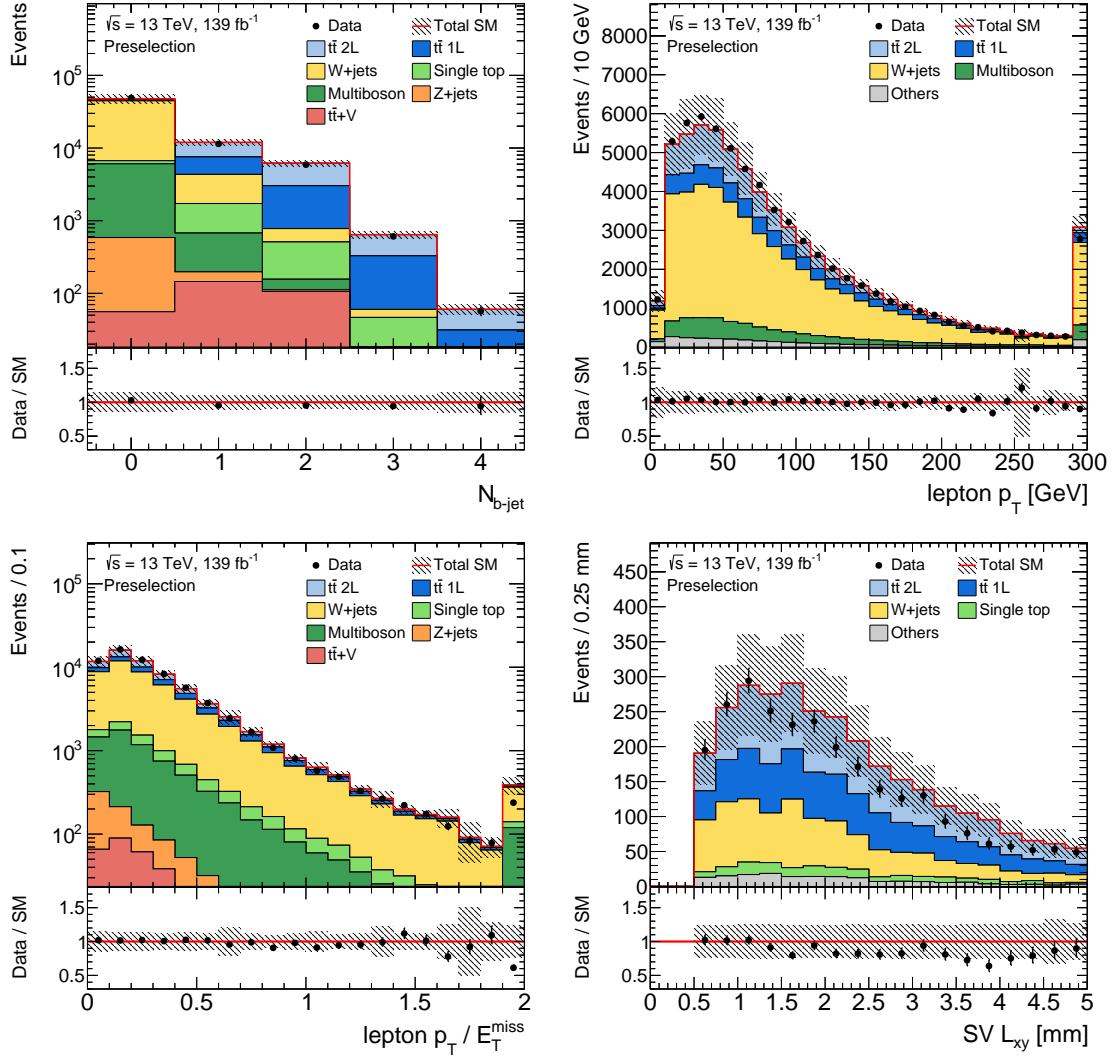 √s = 13 TeV, 139 fb⁻¹
Preselection
Data
Total SM
tt̄ 2L
tt̄ 1L
W+jets
Single top
Multiboson
Z+jets
tt̄+V
Events
10⁵
10⁴
10³
10²
Data / SM
1.5
1
0.5
0 1 2 3 4
N_b-jet
√s = 13 TeV, 139 fb⁻¹
Preselection
Data
Total SM
tt̄ 2L
tt̄ 1L
W+jets
Multiboson
Others
Events / 10 GeV
8000
7000
6000
5000
4000
3000
2000
1000
0
Data / SM
1.5
1
0.5
0 50 100 150 200 250 300
lepton p_T [GeV]
√s = 13 TeV, 139 fb⁻¹
Preselection
Data
Total SM
tt̄ 2L
tt̄ 1L
W+jets
Single top
Multiboson
Z+jets
tt̄+V
Events / 0.1
10⁵
10⁴
10³
10²
Data / SM
1.5
1
0.5
0 0.5 1 1.5 2
lepton p_T / E_T^miss
√s = 13 TeV, 139 fb⁻¹
Preselection
Data
Total SM
tt̄ 2L
tt̄ 1L
W+jets
Single top
Others
Events / 0.25 mm
450
400
350
300
250
200
150
100
50
0
Data / SM
1.5
1
0.5
0 0.5 1 1.5 2 2.5 3 3.5 4 4.5 5
SV L_xy [mm]